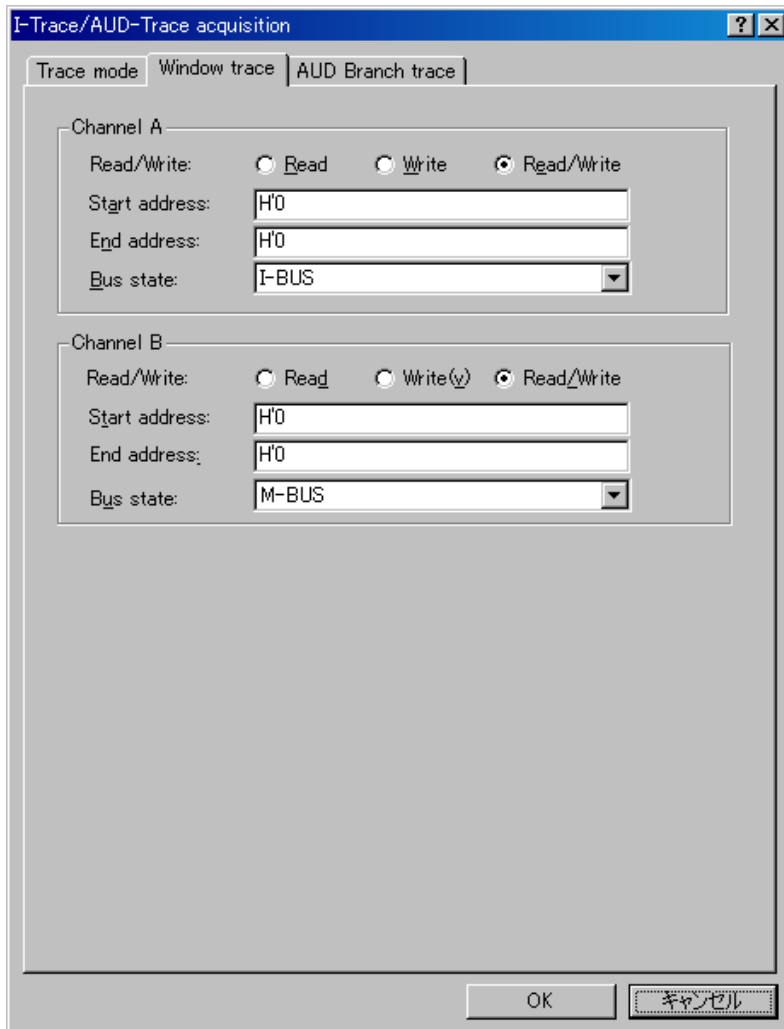 I-Trace/AUD-Trace acquisition
Trace mode Window trace AUD Branch trace
Channel A
Read/Write: Read Write Read/Write
Start address: H'0
End address: H'0
Bus state: I-BUS
Channel B
Read/Write: Read Write(v) Read/Write
Start address: H'0
End address: H'0
Bus state: M-BUS
OK キャンセル